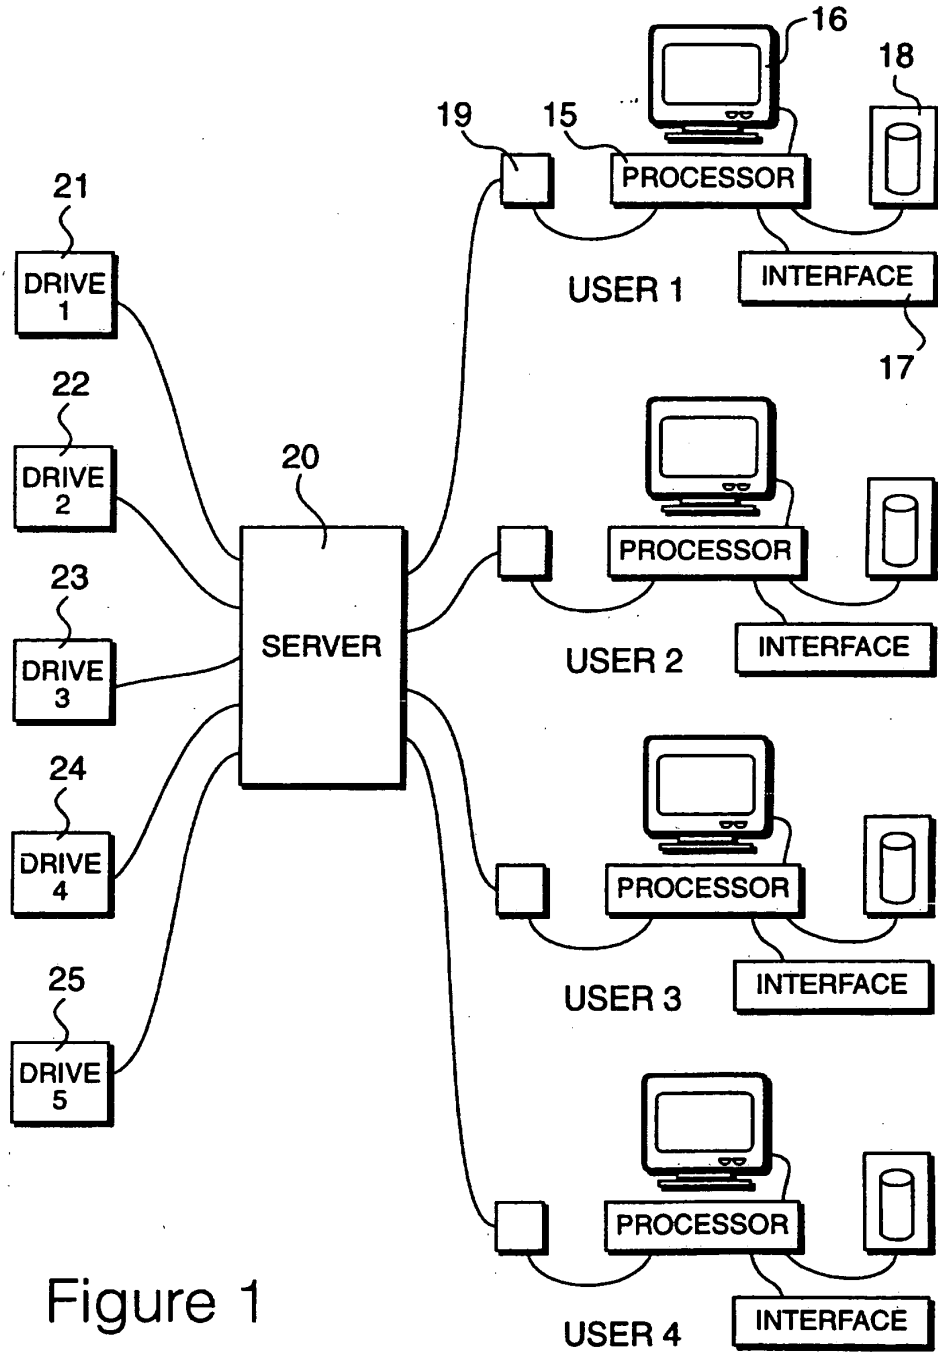 16
18
19
15
PROCESSOR
21
DRIVE
1
INTERFACE
USER 1
17
22
DRIVE
2
20
PROCESSOR
23
DRIVE
3
SERVER
INTERFACE
USER 2
24
DRIVE
4
PROCESSOR
25
DRIVE
5
INTERFACE
USER 3
PROCESSOR
Figure 1
INTERFACE
USER 4